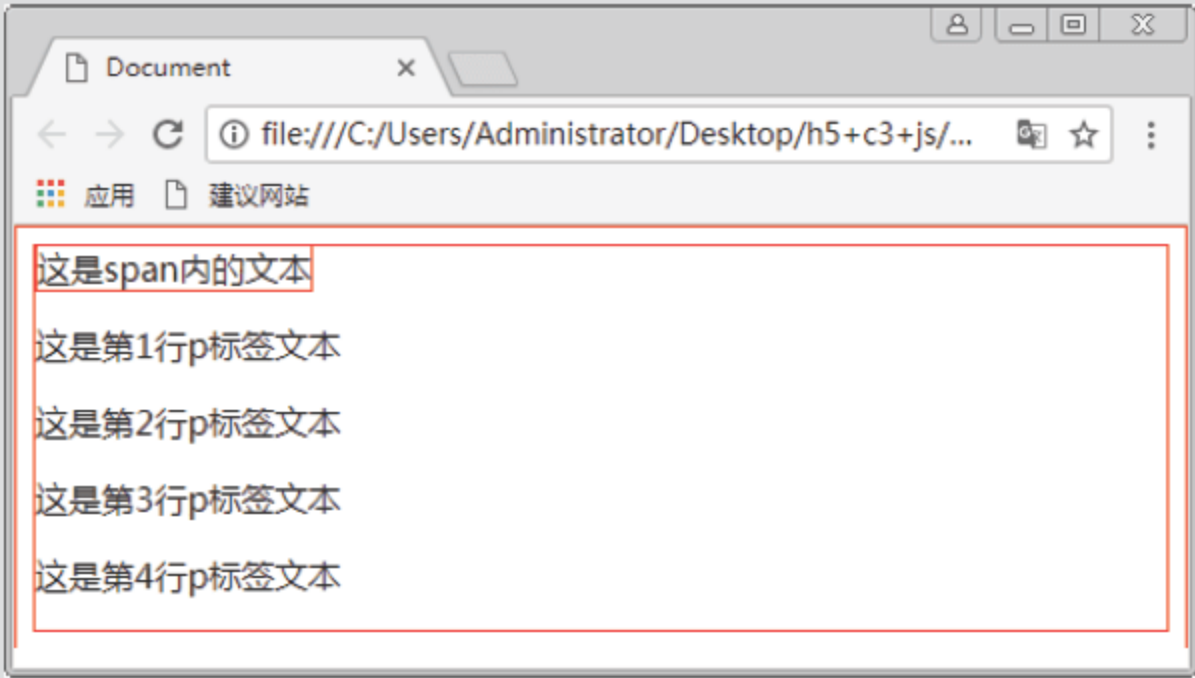 Document
file:///C:/Users/Administrator/Desktop/h5+c3+js/...
应用 建议网站
这是span内的文本
这是第1行p标签文本
这是第2行p标签文本
这是第3行p标签文本
这是第4行p标签文本